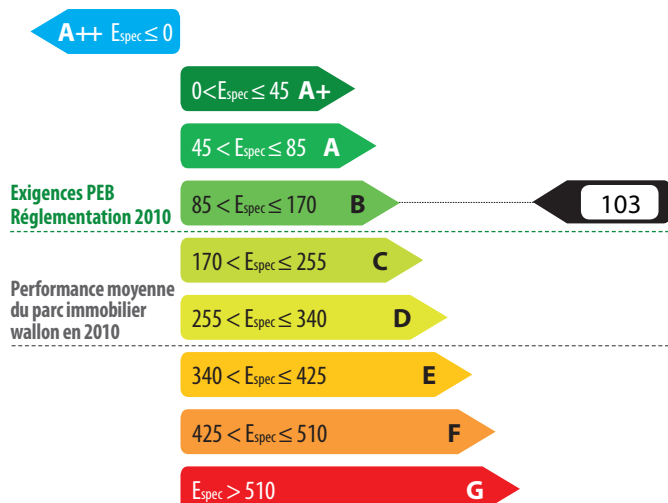 A++ Espec ≤ 0
0<Espec ≤ 45 A+
45 < Espec ≤ 85 A
Exigences PEB
Réglementation 2010
85 < Espec ≤ 170 B
103
170 < Espec ≤ 255 C
Performance moyenne
du parc immobilier
wallon en 2010
255 < Espec ≤ 340 D
340 < Espec ≤ 425 E
425 < Espec ≤ 510 F
Espec > 510 G